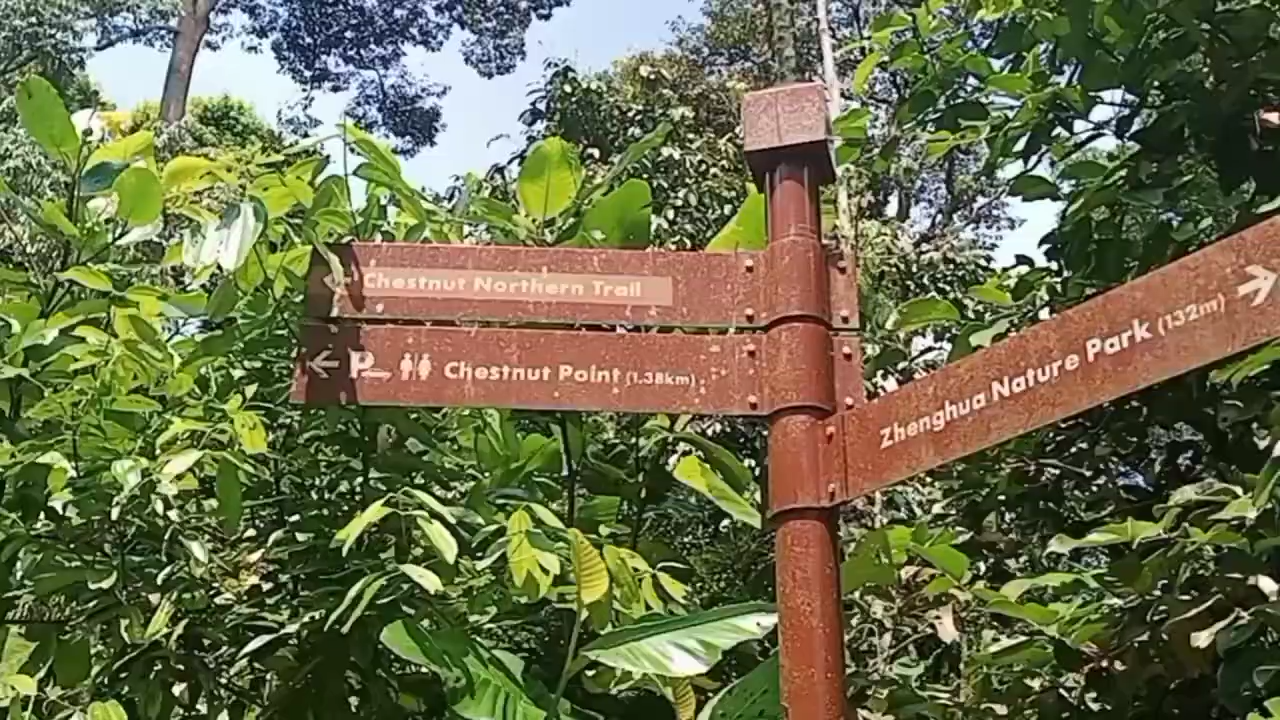 Chestnut Northern Trail
P Chestnut Point (1.38km)
Zhenghua Nature Park (132m)